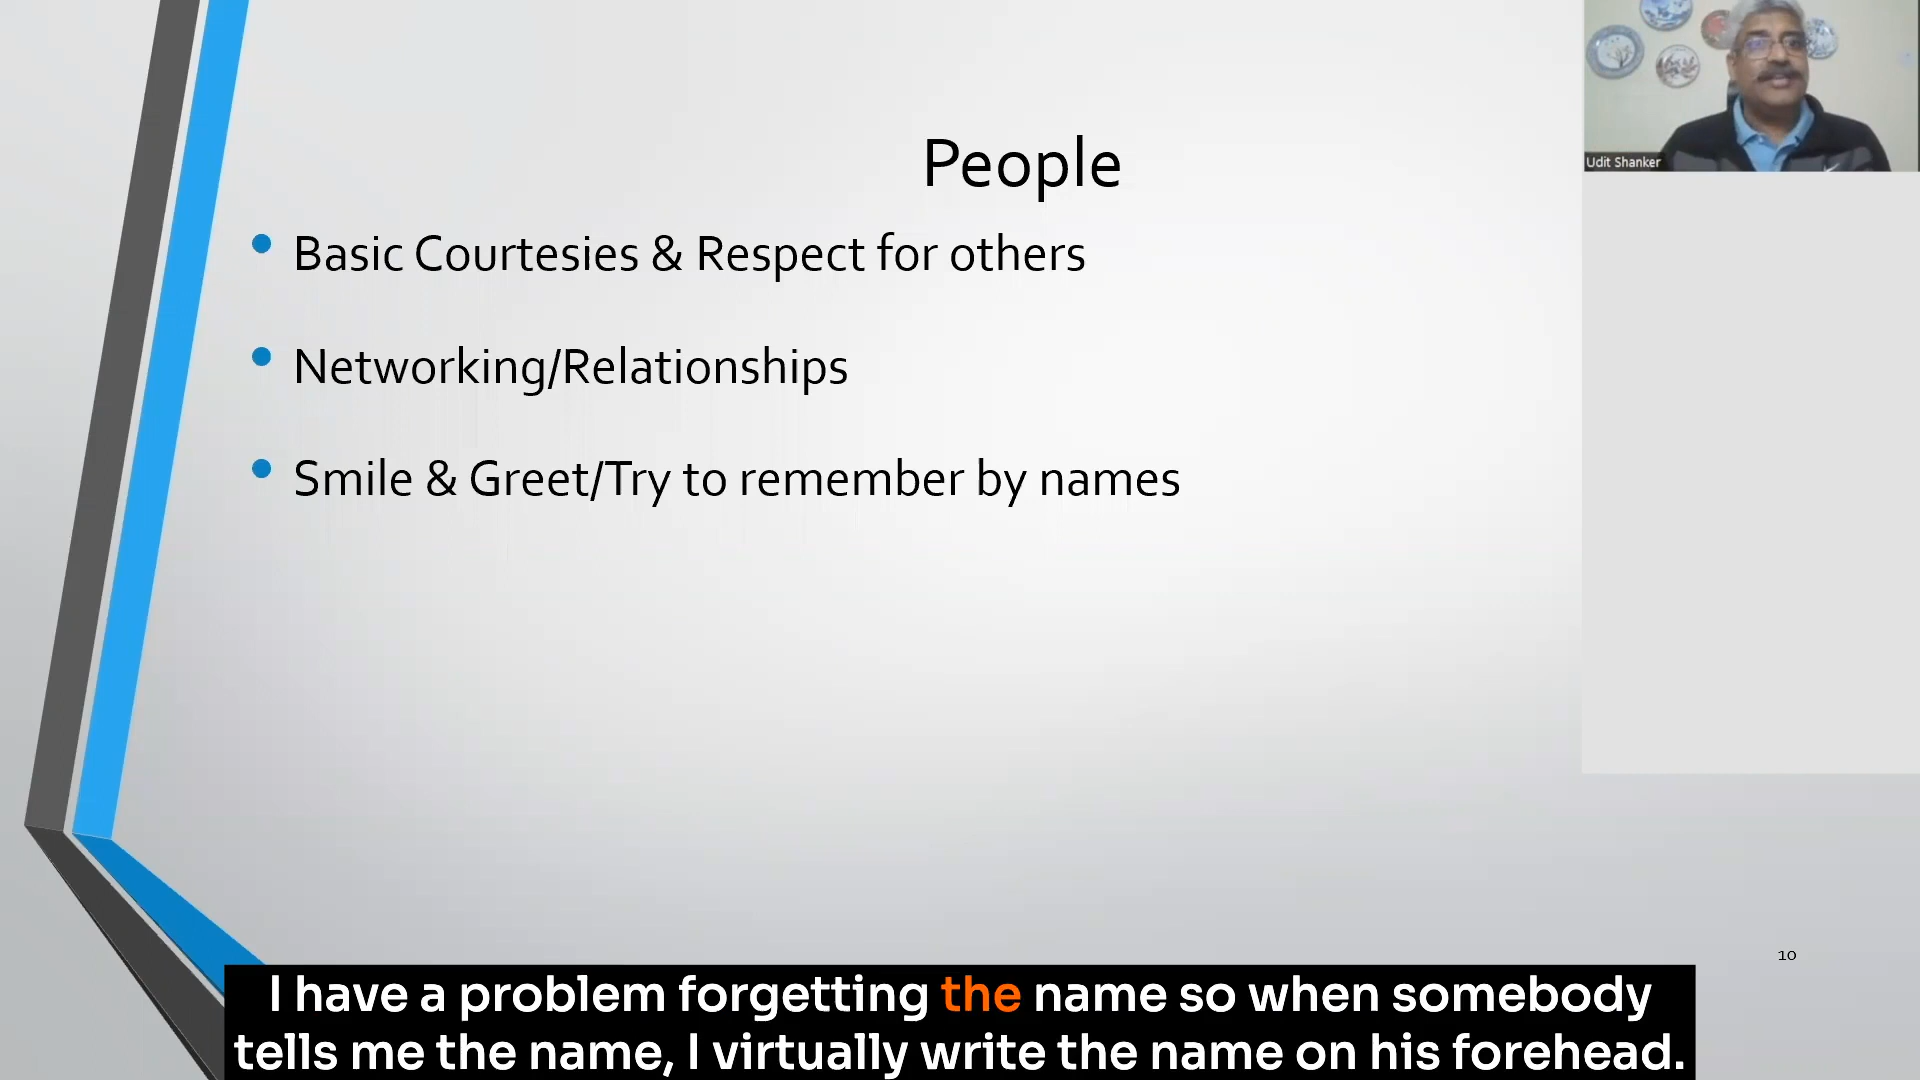 People
Udit Shanker
• Basic Courtesies & Respect for others
• Networking/Relationships
• Smile & Greet/Try to remember by names
10
I have a problem forgetting the name so when somebody
tells me the name, I virtually write the name on his forehead.